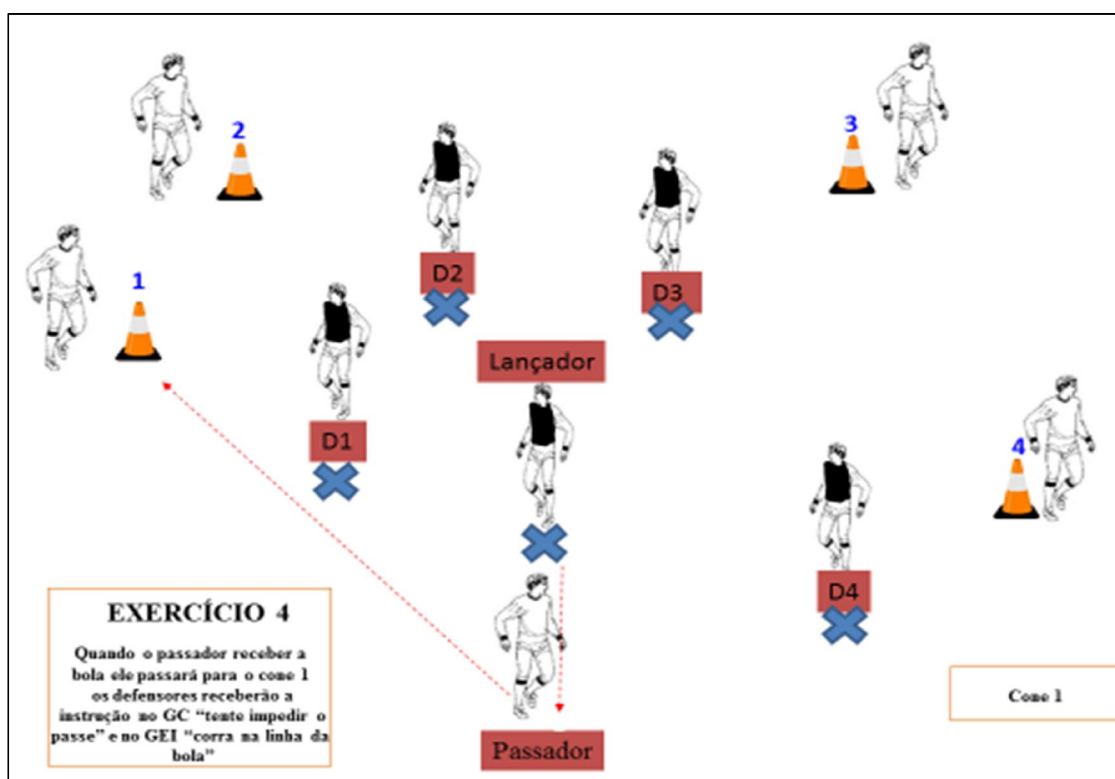 2
3
D2
1
D3
Lançador
D1
4
D4
EXERCÍCIO 4
Quando o passador receber a
bola ele passará para o cone 1
os defensores receberão a
instrução no GC “tente impedir o
passe” e no GEI “corra na linha da
bola”
Cone 1
Passador